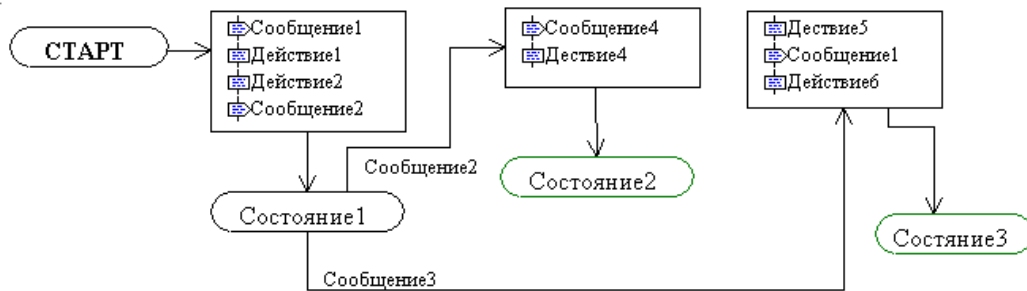 СТАРТ
Сообщение1
Действие1
Действие2
Сообщение2
Сообщение4
Дествие4
Дествие5
Сообщение1
Действие6
Сообщение2
Состояние1
Состояние2
Состяние3
Сообщение3